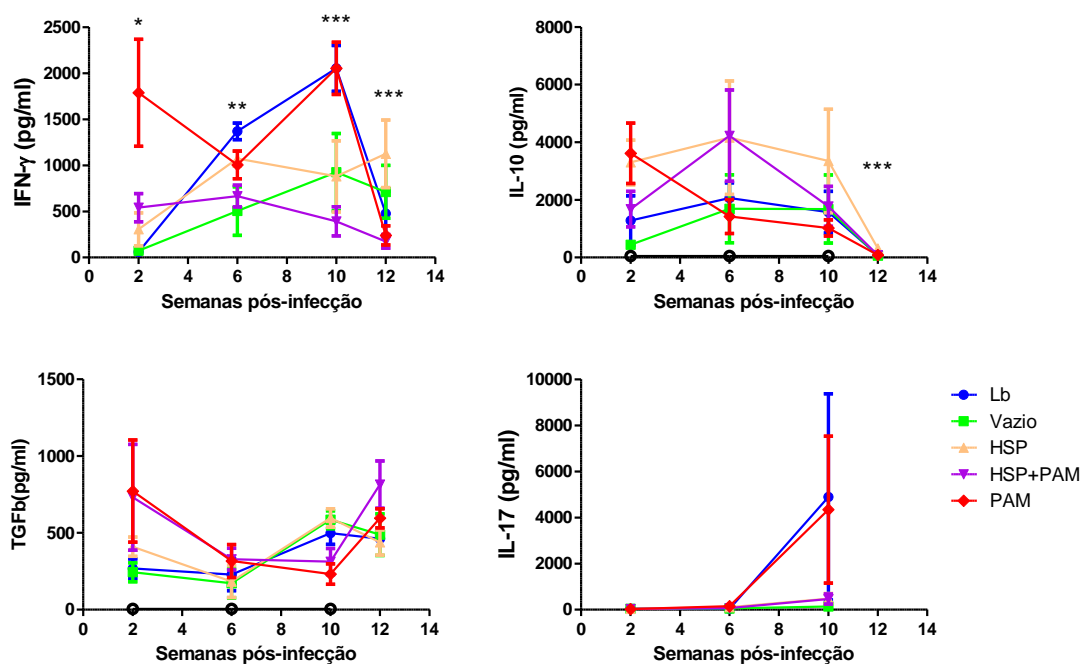 IFN-γ (pg/ml)
2500
2000
1500
1000
500
0
*
**
***
***
0 2 4 6 8 10 12 14
Semanas pós-infecção
IL-10 (pg/ml)
8000
6000
4000
2000
0
***
0 2 4 6 8 10 12 14
Semanas pós-infecção
TGFb(pg/ml)
1500
1000
500
0
0 2 4 6 8 10 12 14
Semanas pós-infecção
IL-17 (pg/ml)
10000
8000
6000
4000
2000
0
0 2 4 6 8 10 12 14
Semanas pós-infecção
Lb
Vazio
HSP
HSP+PAM
PAM